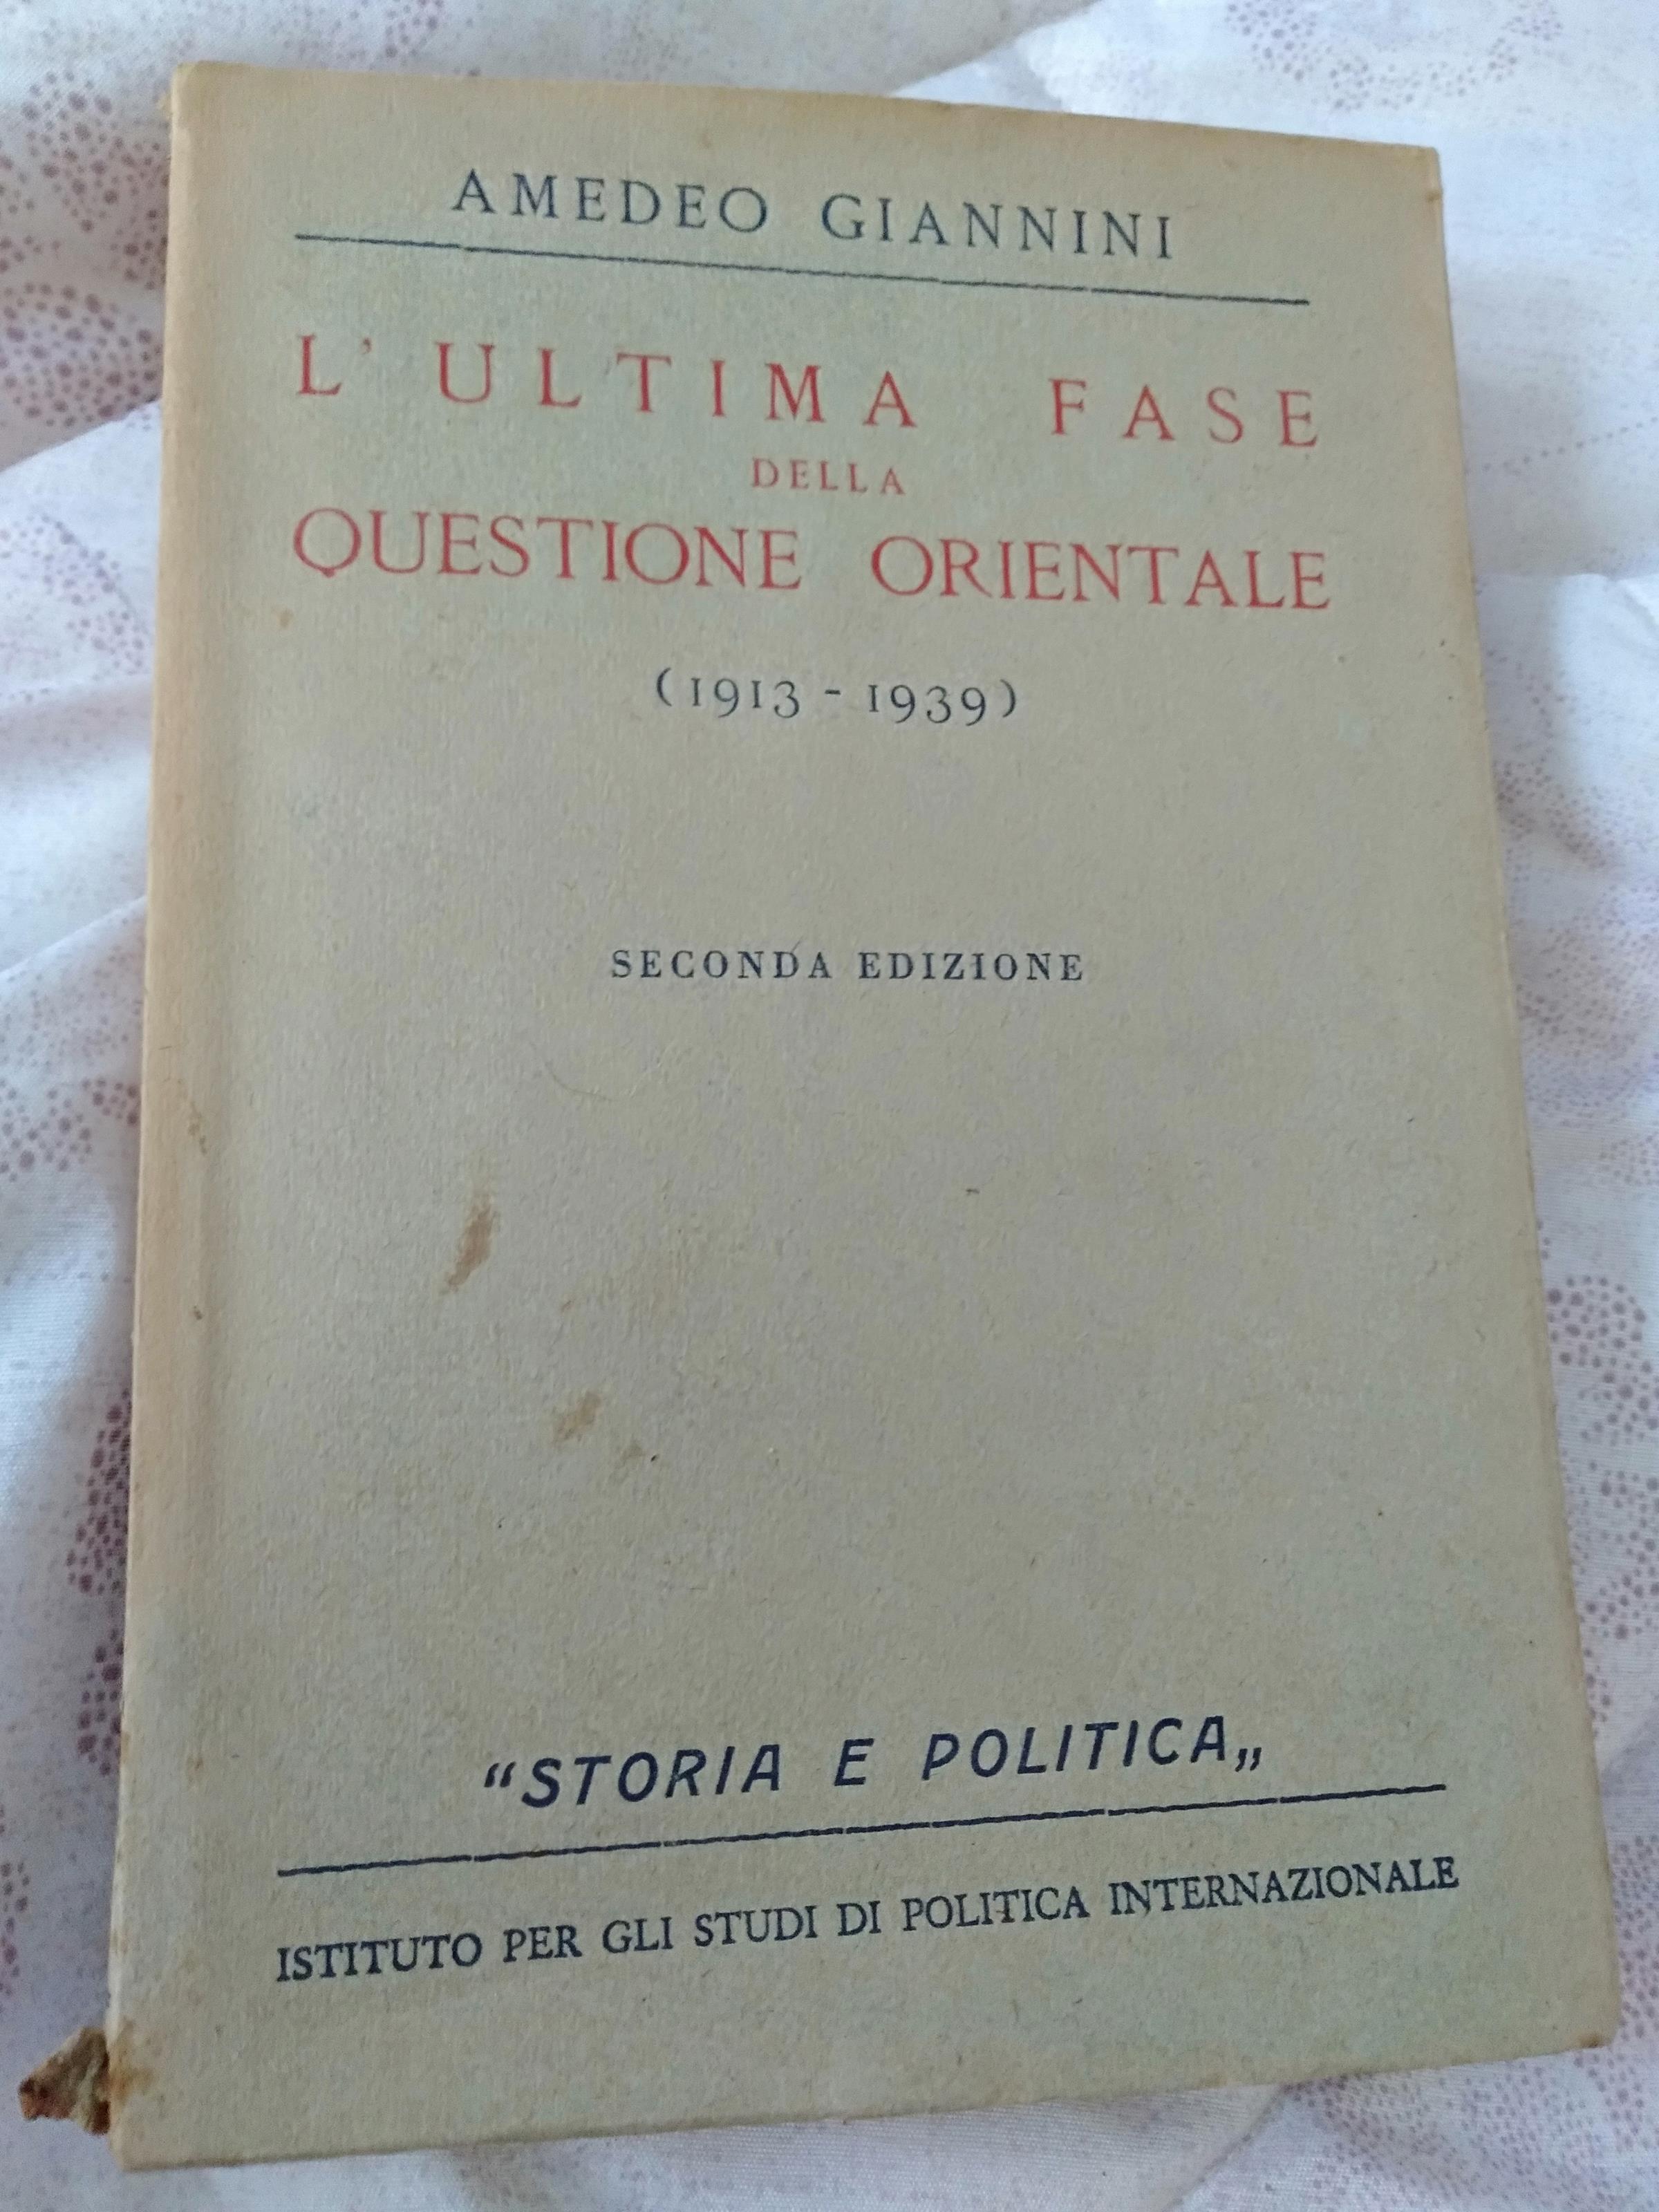 AMEDEO GIANNINI
L'ULTIMA FASE
DELLA
QUESTIONE ORIENTALE
(1913-1939)
SECONDA EDIZIONE
“STORIA E POLITICA„
ISTITUTO PER GLI STUDI DI POLITICA INTERNAZIONALE